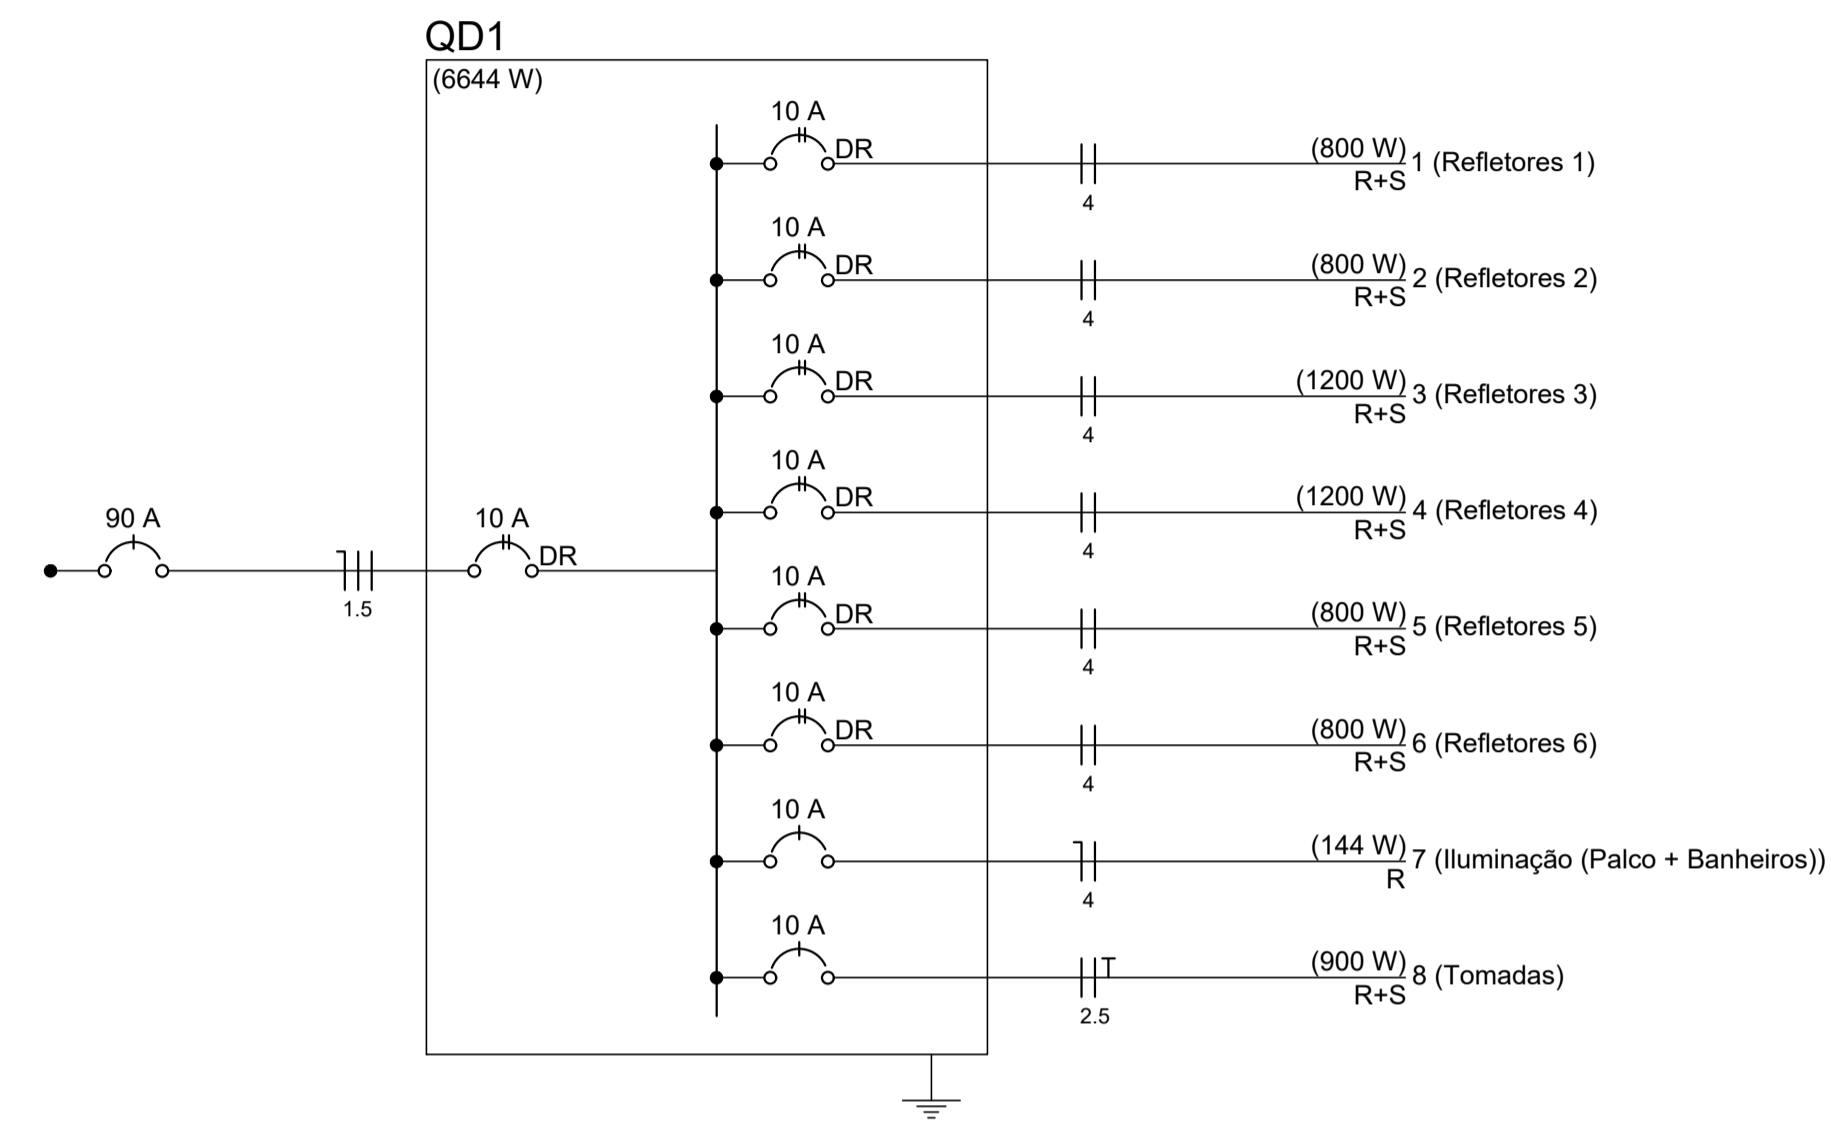 QD1
(6644 W)
10 A
DR
(800 W)
1 (Refletores 1)
R+S
4
10 A
DR
(800 W)
2 (Refletores 2)
R+S
4
10 A
DR
(1200 W)
3 (Refletores 3)
R+S
4
10 A
DR
(1200 W)
4 (Refletores 4)
R+S
4
90 A
1.5
10 A
DR
10 A
DR
(800 W)
5 (Refletores 5)
R+S
4
10 A
DR
(800 W)
6 (Refletores 6)
R+S
4
10 A
(144 W)
7 (Iluminação (Palco + Banheiros))
R
4
10 A
T
(900 W)
8 (Tomadas)
R+S
2.5